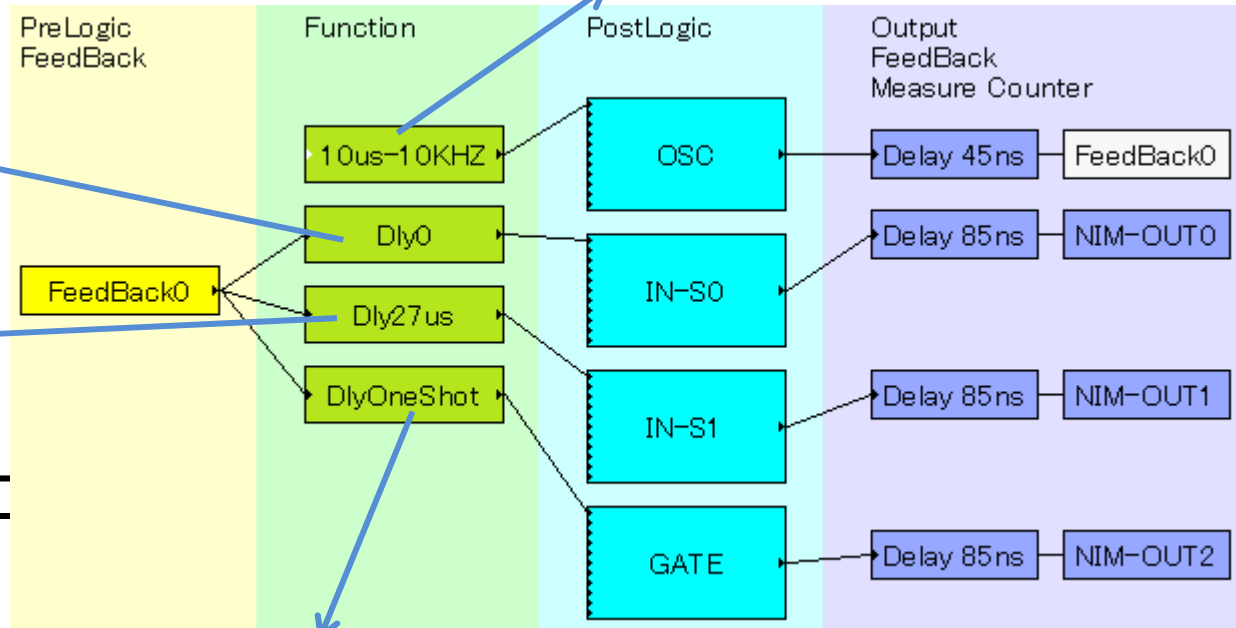 PreLogic
FeedBack
Function
PostLogic
Output
FeedBack
Measure Counter
10us-10KHZ
OSC
Delay 45ns
FeedBack0
Dly0
IN-S0
Delay 85ns
NIM-OUT0
FeedBack0
Dly27us
DlyOneShot
IN-S1
Delay 85ns
NIM-OUT1
GATE
Delay 85ns
NIM-OUT2